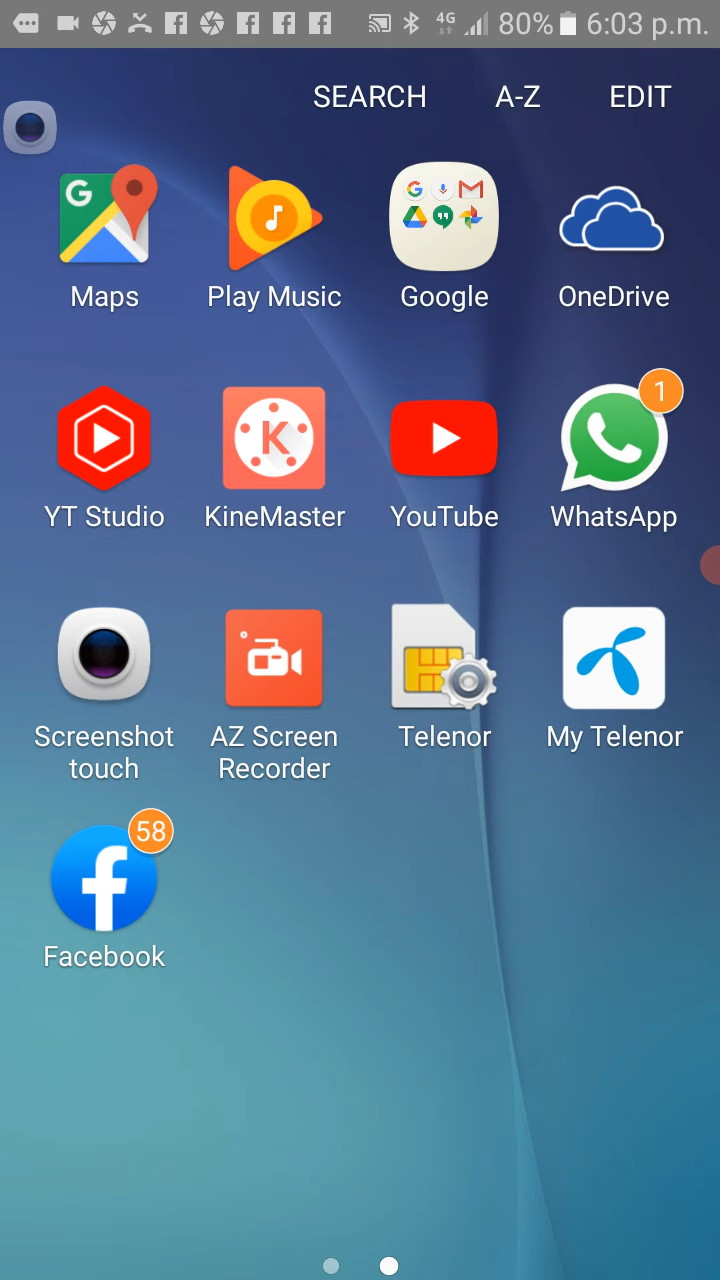 4G 80% 6:03 p.m.
SEARCH A-Z EDIT
Maps Play Music Google OneDrive
1
YT Studio KineMaster YouTube WhatsApp
Screenshot touch AZ Screen Recorder Telenor My Telenor
58
Facebook